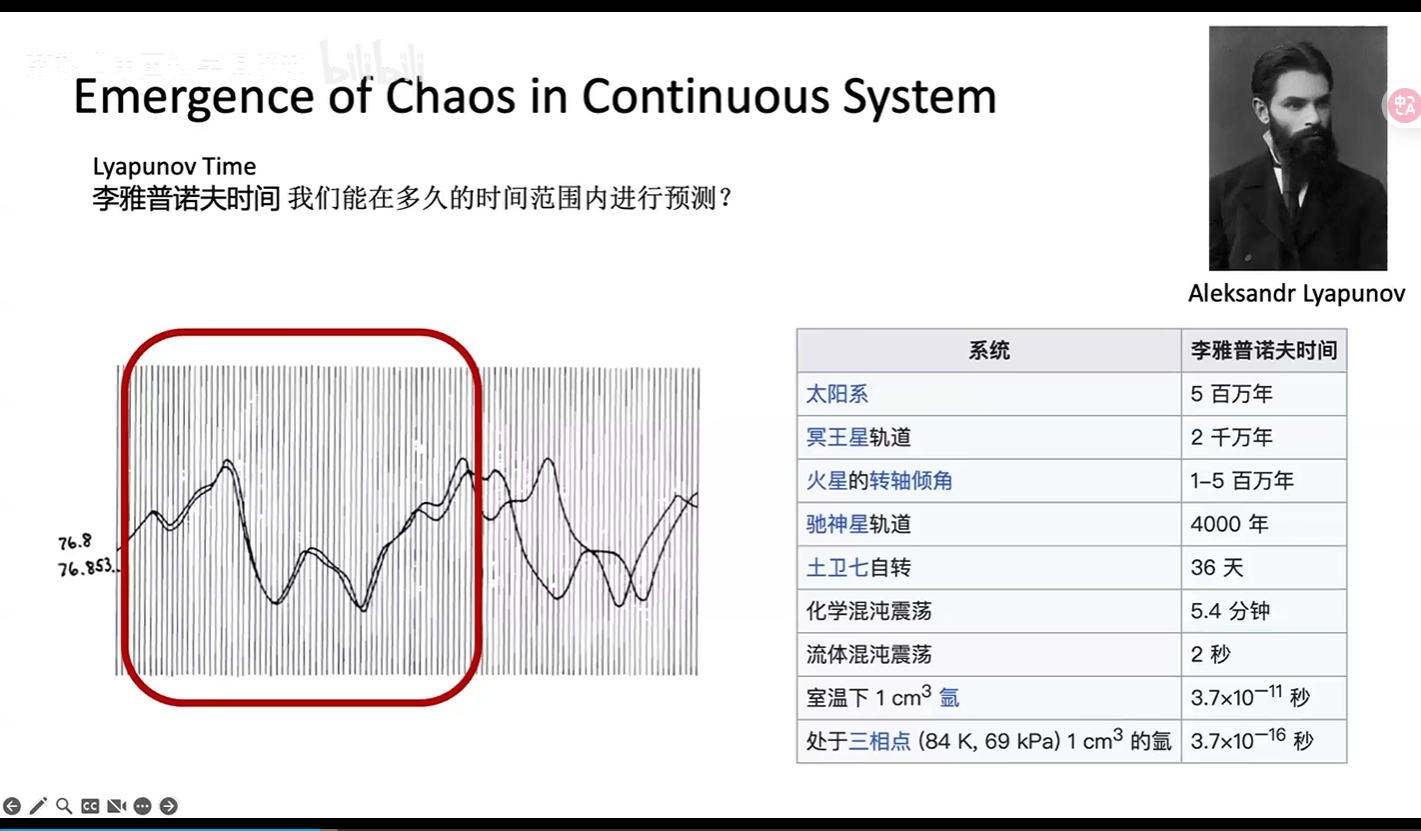 bilibili
Emergence of Chaos in Continuous System
Lyapunov Time
李雅普诺夫时间 我们能在多久的时间范围内进行预测？
Aleksandr Lyapunov
76.8
76.853
系统 李雅普诺夫时间
太阳系 5 百万年
冥王星轨道 2 千万年
火星的转轴倾角 1–5 百万年
驰神星轨道 4000 年
土卫七自转 36 天
化学混沌震荡 5.4 分钟
流体混沌震荡 2 秒
室温下 1 cm³ 氩 3.7×10⁻¹¹ 秒
处于三相点 (84 K, 69 kPa) 1 cm³ 的氩 3.7×10⁻¹⁶ 秒